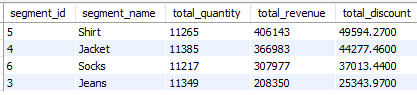 segment_id segment_name total_quantity total_revenue total_discount
5 Shirt 11265 406143 49594.2700
4 Jacket 11385 366983 44277.4600
6 Socks 11217 307977 37013.4400
3 Jeans 11349 208350 25343.9700